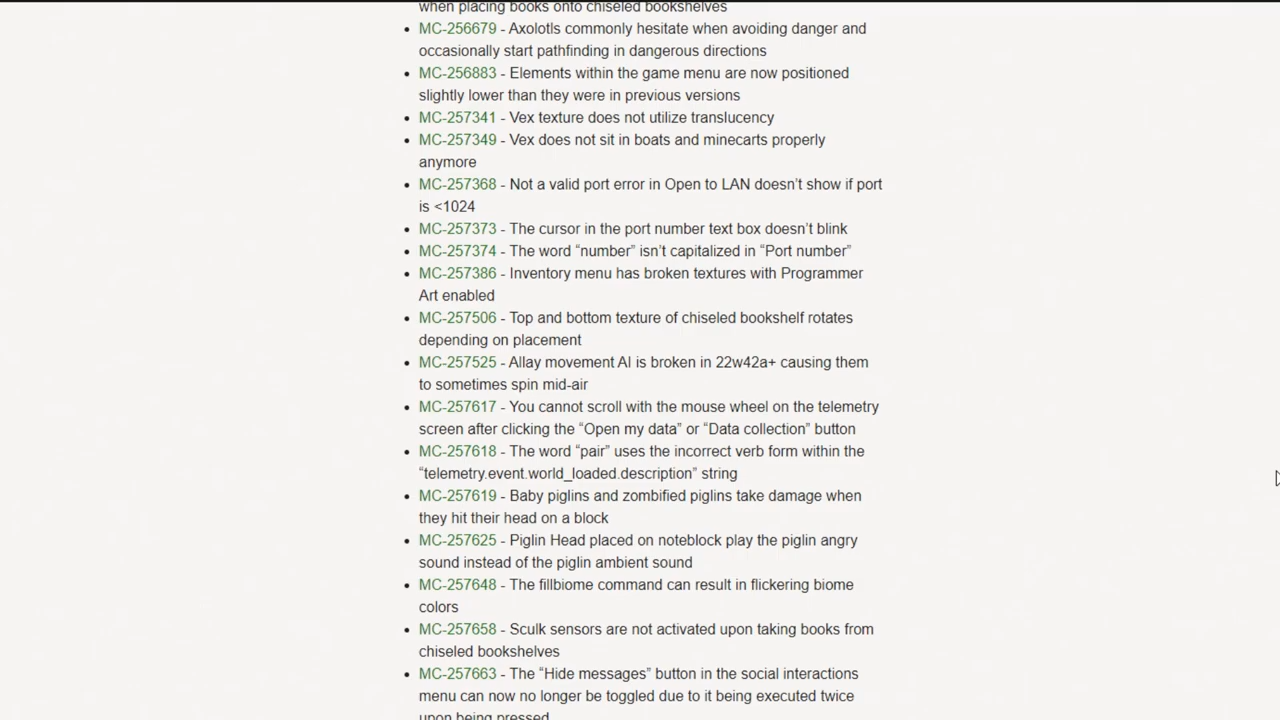 when placing books onto chiseled bookshelves
MC-256679 - Axolotls commonly hesitate when avoiding danger and
occasionally start pathfinding in dangerous directions
MC-256883 - Elements within the game menu are now positioned
slightly lower than they were in previous versions
MC-257341 - Vex texture does not utilize translucency
MC-257349 - Vex does not sit in boats and minecarts properly
anymore
MC-257368 - Not a valid port error in Open to LAN doesn’t show if port
is <1024
MC-257373 - The cursor in the port number text box doesn’t blink
MC-257374 - The word “number” isn’t capitalized in “Port number”
MC-257386 - Inventory menu has broken textures with Programmer
Art enabled
MC-257506 - Top and bottom texture of chiseled bookshelf rotates
depending on placement
MC-257525 - Allay movement AI is broken in 22w42a+ causing them
to sometimes spin mid-air
MC-257617 - You cannot scroll with the mouse wheel on the telemetry
screen after clicking the “Open my data” or “Data collection” button
MC-257618 - The word “pair” uses the incorrect verb form within the
“telemetry.event.world_loaded.description” string
MC-257619 - Baby piglins and zombified piglins take damage when
they hit their head on a block
MC-257625 - Piglin Head placed on noteblock play the piglin angry
sound instead of the piglin ambient sound
MC-257648 - The fillbiome command can result in flickering biome
colors
MC-257658 - Sculk sensors are not activated upon taking books from
chiseled bookshelves
MC-257663 - The “Hide messages” button in the social interactions
menu can now no longer be toggled due to it being executed twice
upon being pressed